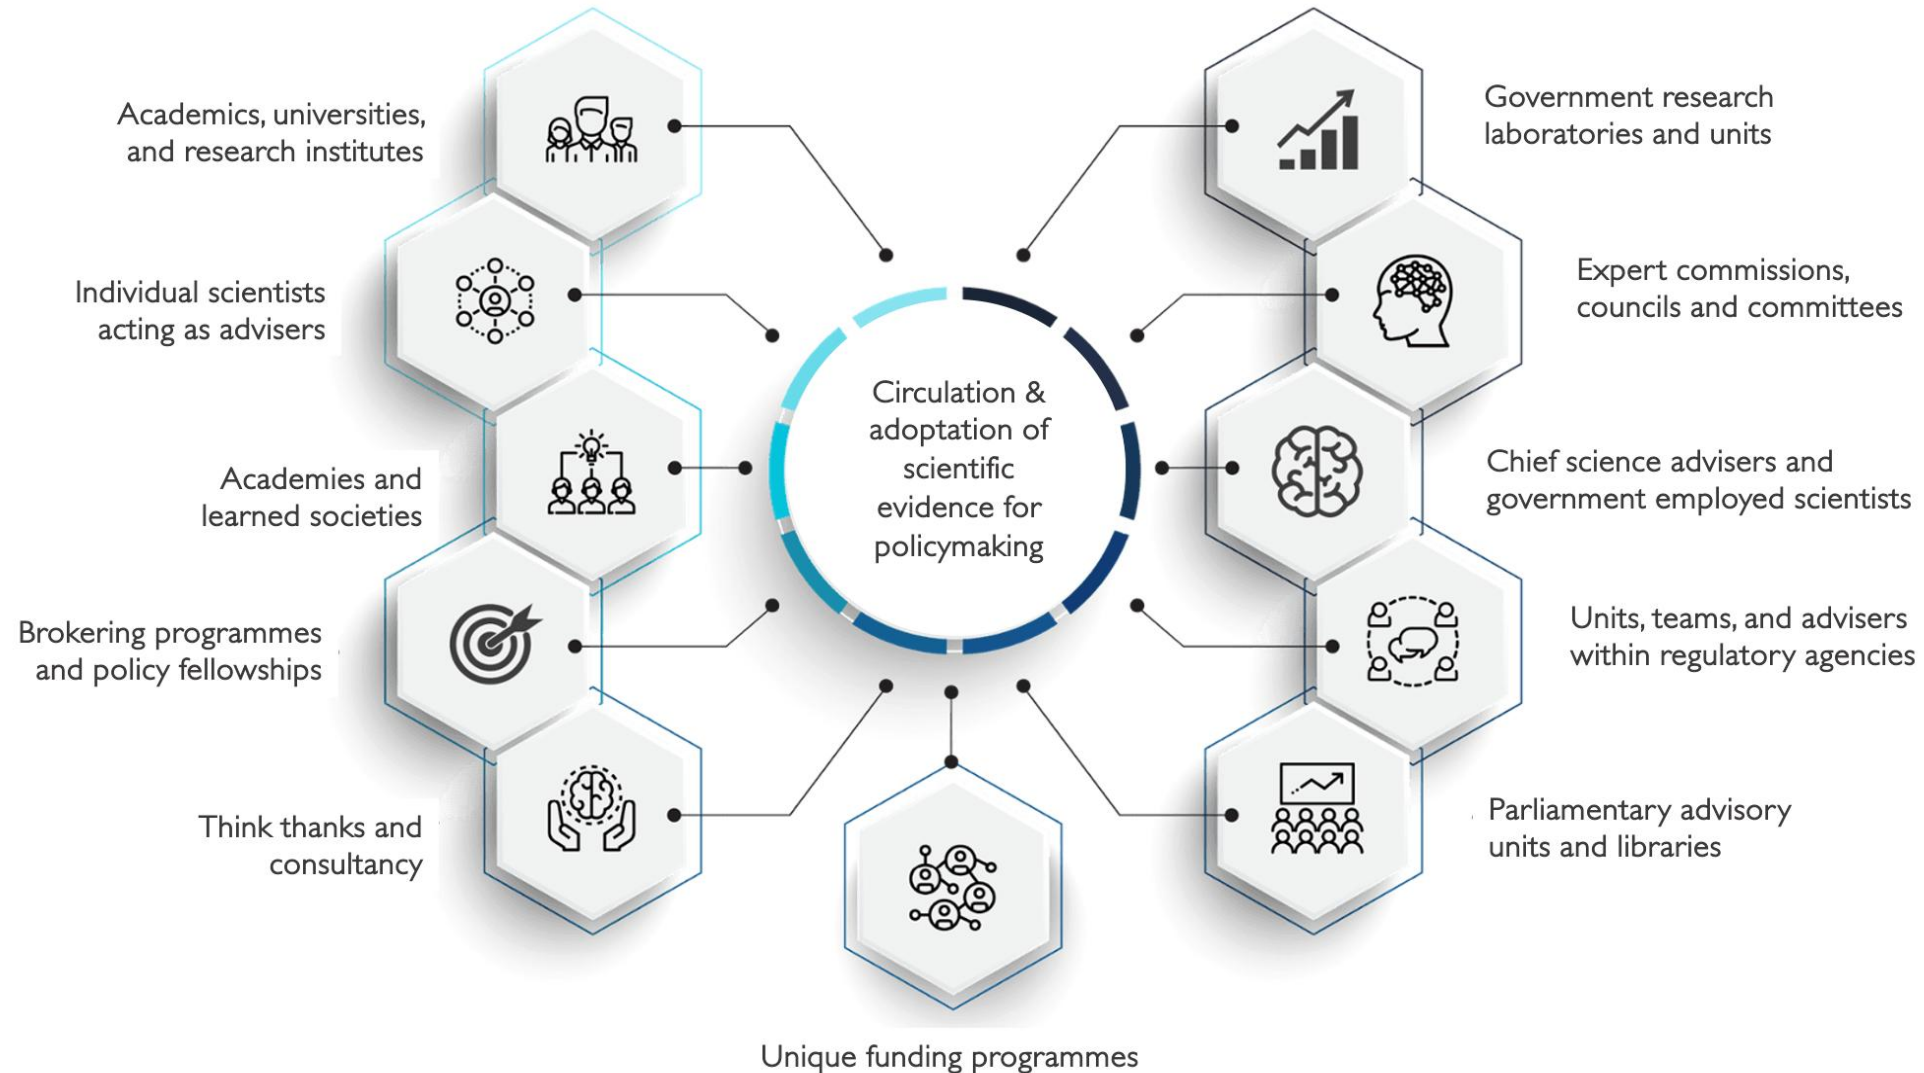 Academics, universities,
and research institutes
Individual scientists
acting as advisers
Academies and
learned societies
Brokering programmes
and policy fellowships
Think thanks and
consultancy
Circulation &
adoptation of
scientific
evidence for
policymaking
Unique funding programmes
Government research
laboratories and units
Expert commissions,
councils and committees
Chief science advisers and
government employed scientists
Units, teams, and advisers
within regulatory agencies
Parliamentary advisory
units and libraries